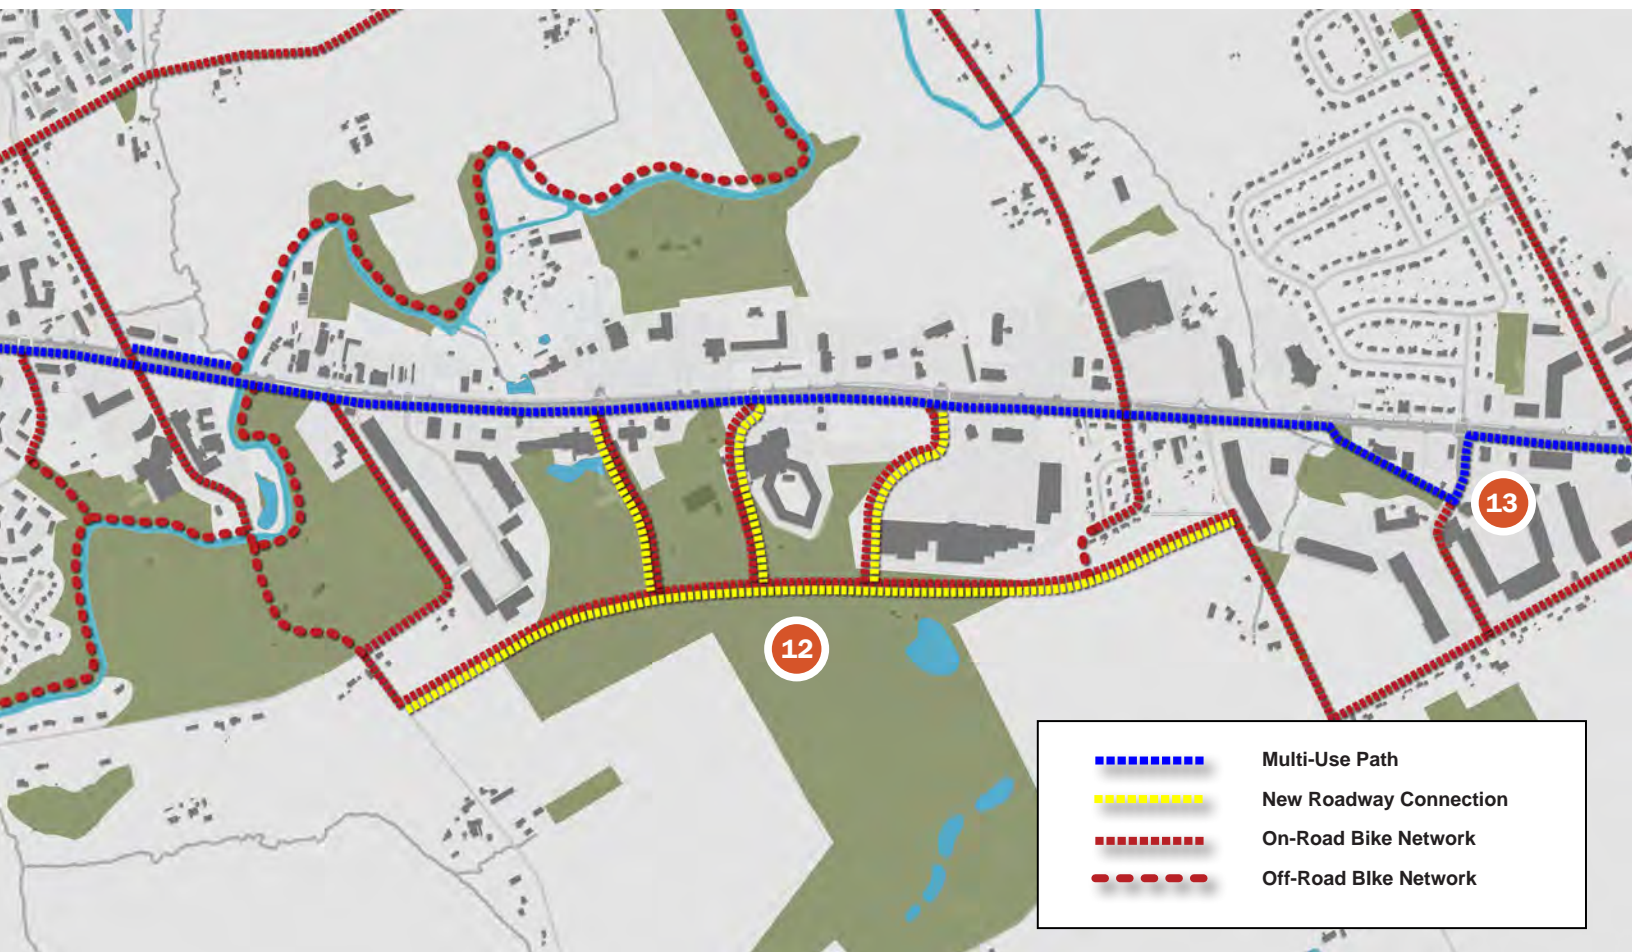 13
12
Multi-Use Path
New Roadway Connection
On-Road Bike Network
Off-Road BIke Network